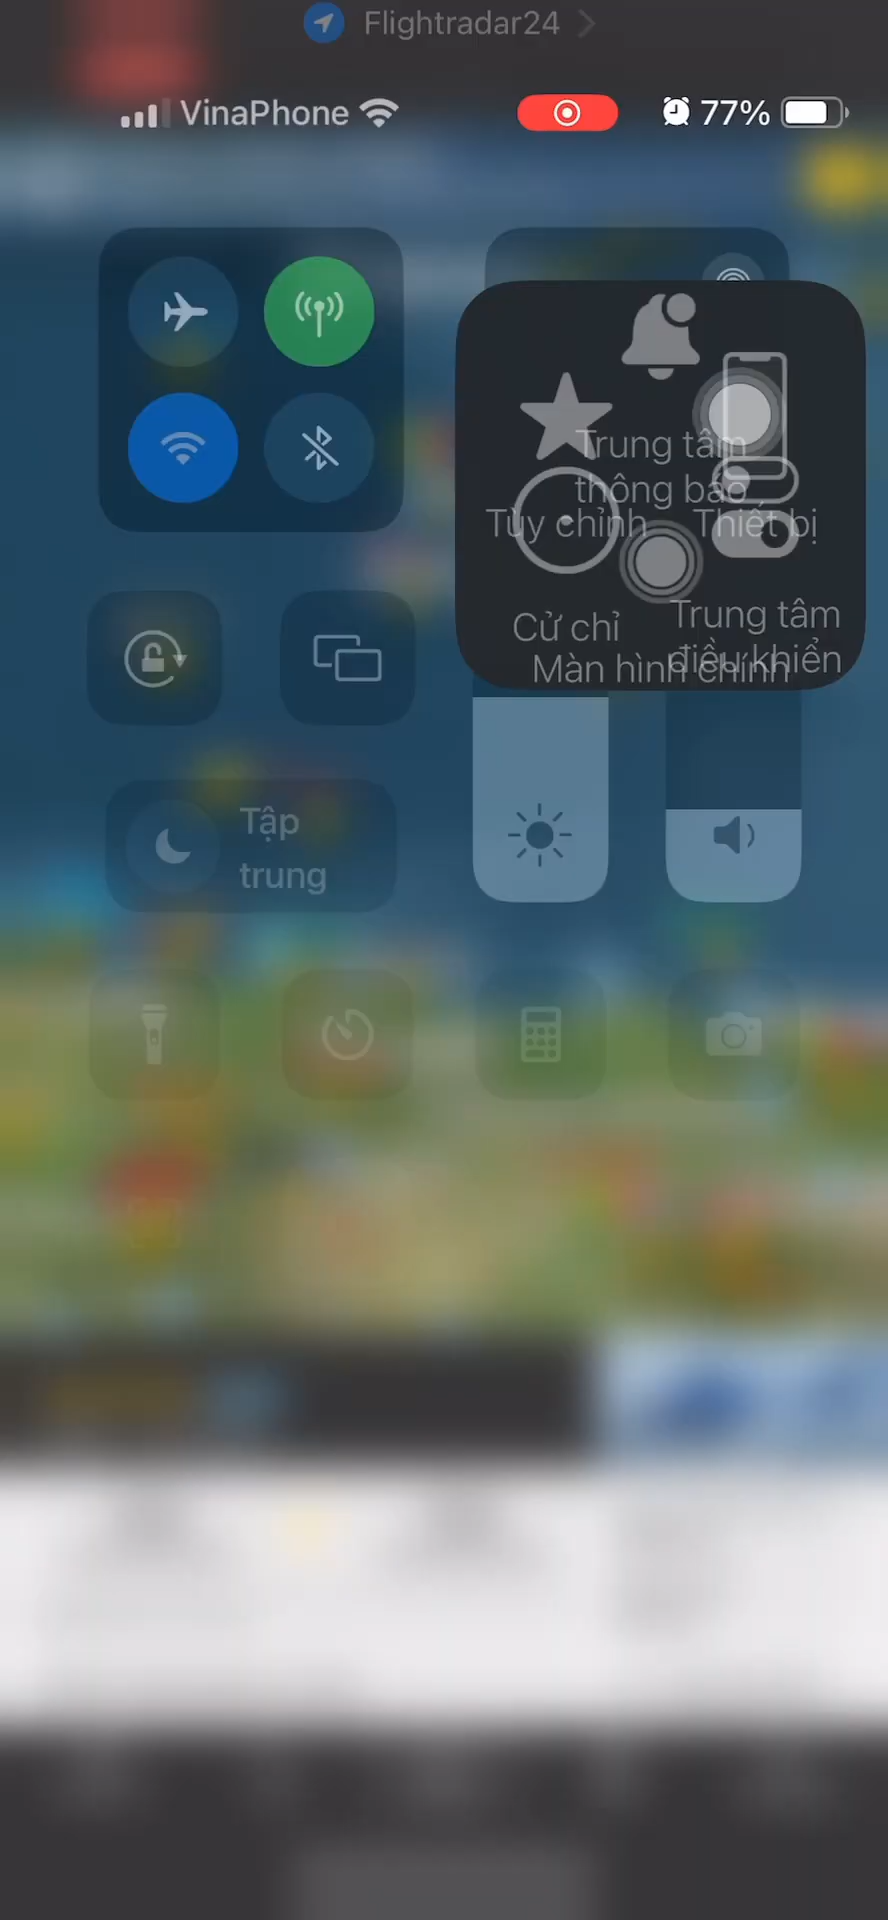 Flightradar24
VinaPhone
77%
Trung tâm
thông báo
Tùy chỉnh
Thiết bị
Cử chỉ
Trung tâm
điều khiển
Màn hình chính
Tập
trung